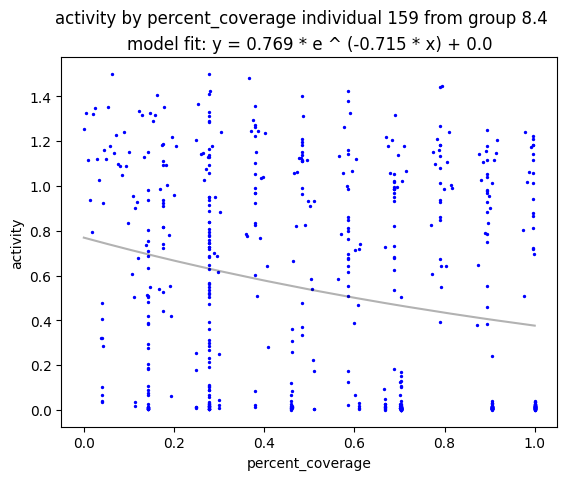 activity by percent_coverage individual 159 from group 8.4
model fit: y = 0.769 * e ^ (-0.715 * x) + 0.0
1.4
1.2
1.0
0.8
0.6
0.4
0.2
0.0
activity
0.0 0.2 0.4 0.6 0.8 1.0
percent_coverage